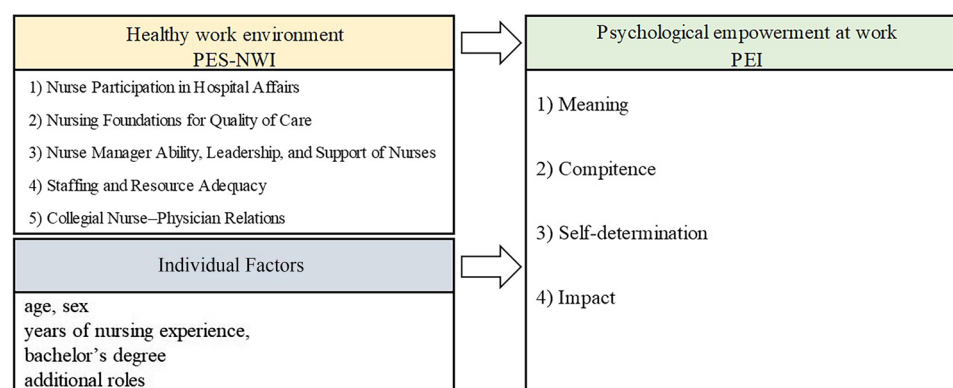 Healthy work environment
PES-NWI
1) Nurse Participation in Hospital Affairs
2) Nursing Foundations for Quality of Care
3) Nurse Manager Ability, Leadership, and Support of Nurses
4) Staffing and Resource Adequacy
5) Collegial Nurse–Physician Relations
Individual Factors
age, sex
years of nursing experience,
bachelor’s degree
additional roles
Psychological empowerment at work
PEI
1) Meaning
2) Compitence
3) Self-determination
4) Impact